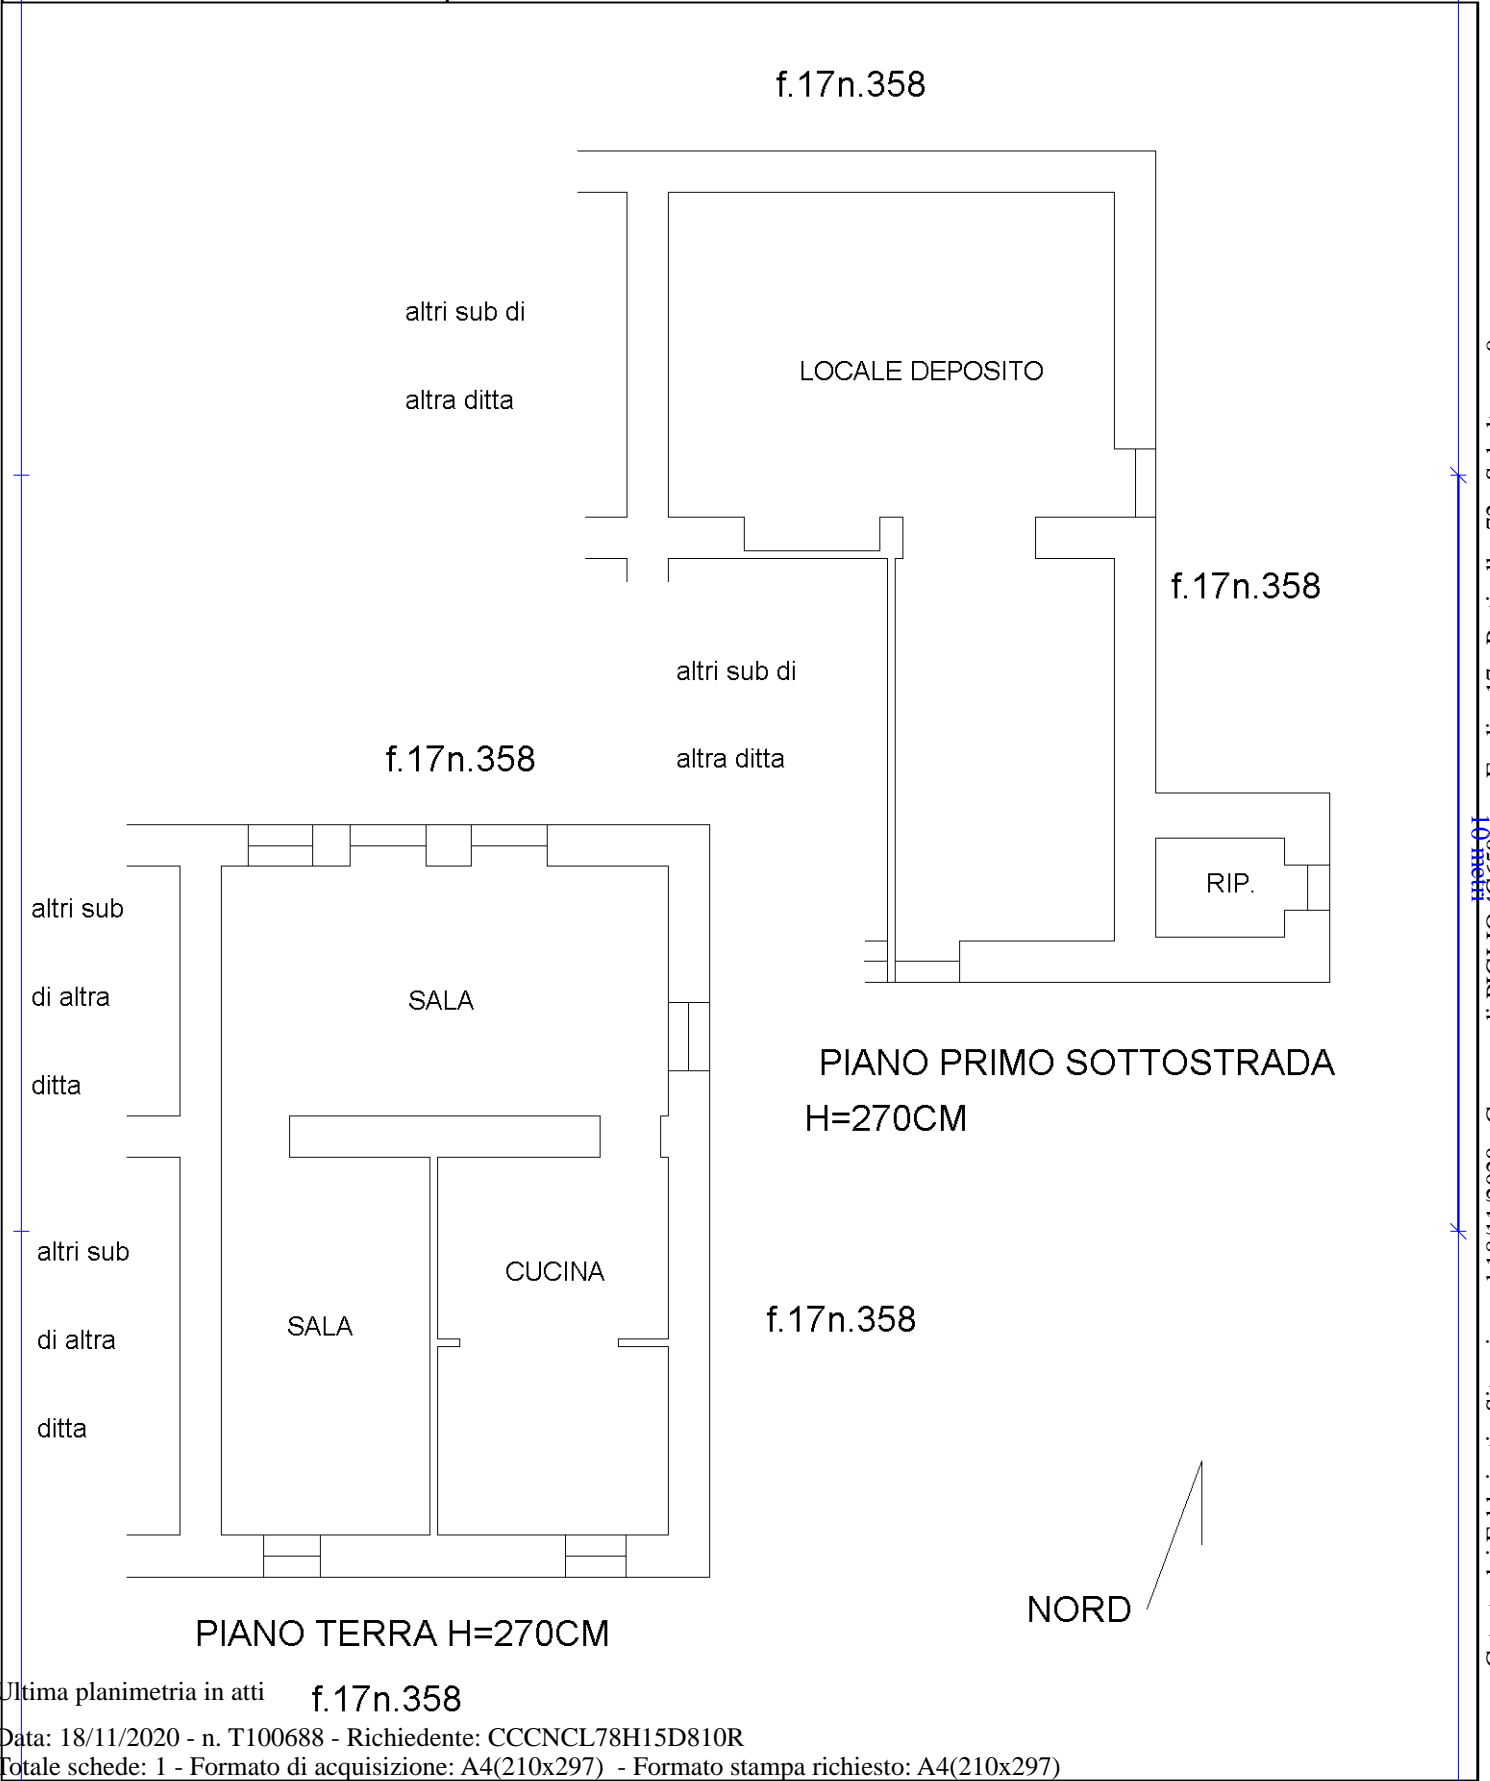 f.17n.358
altri sub di
altra ditta
LOCALE DEPOSITO
f.17n.358
altri sub di
altra ditta
f.17n.358
RIP.
altri sub
di altra
ditta
SALA
PIANO PRIMO SOTTOSTRADA
H=270CM
altri sub
di altra
ditta
SALA
CUCINA
f.17n.358
NORD
PIANO TERRA H=270CM
f.17n.358
Ultima planimetria in atti
Data: 18/11/2020 - n. T100688 - Richiedente: CCCNCL78H15D810R
Totale schede: 1 - Formato di acquisizione: A4(210x297) - Formato stampa richiesto: A4(210x297)
10 metri